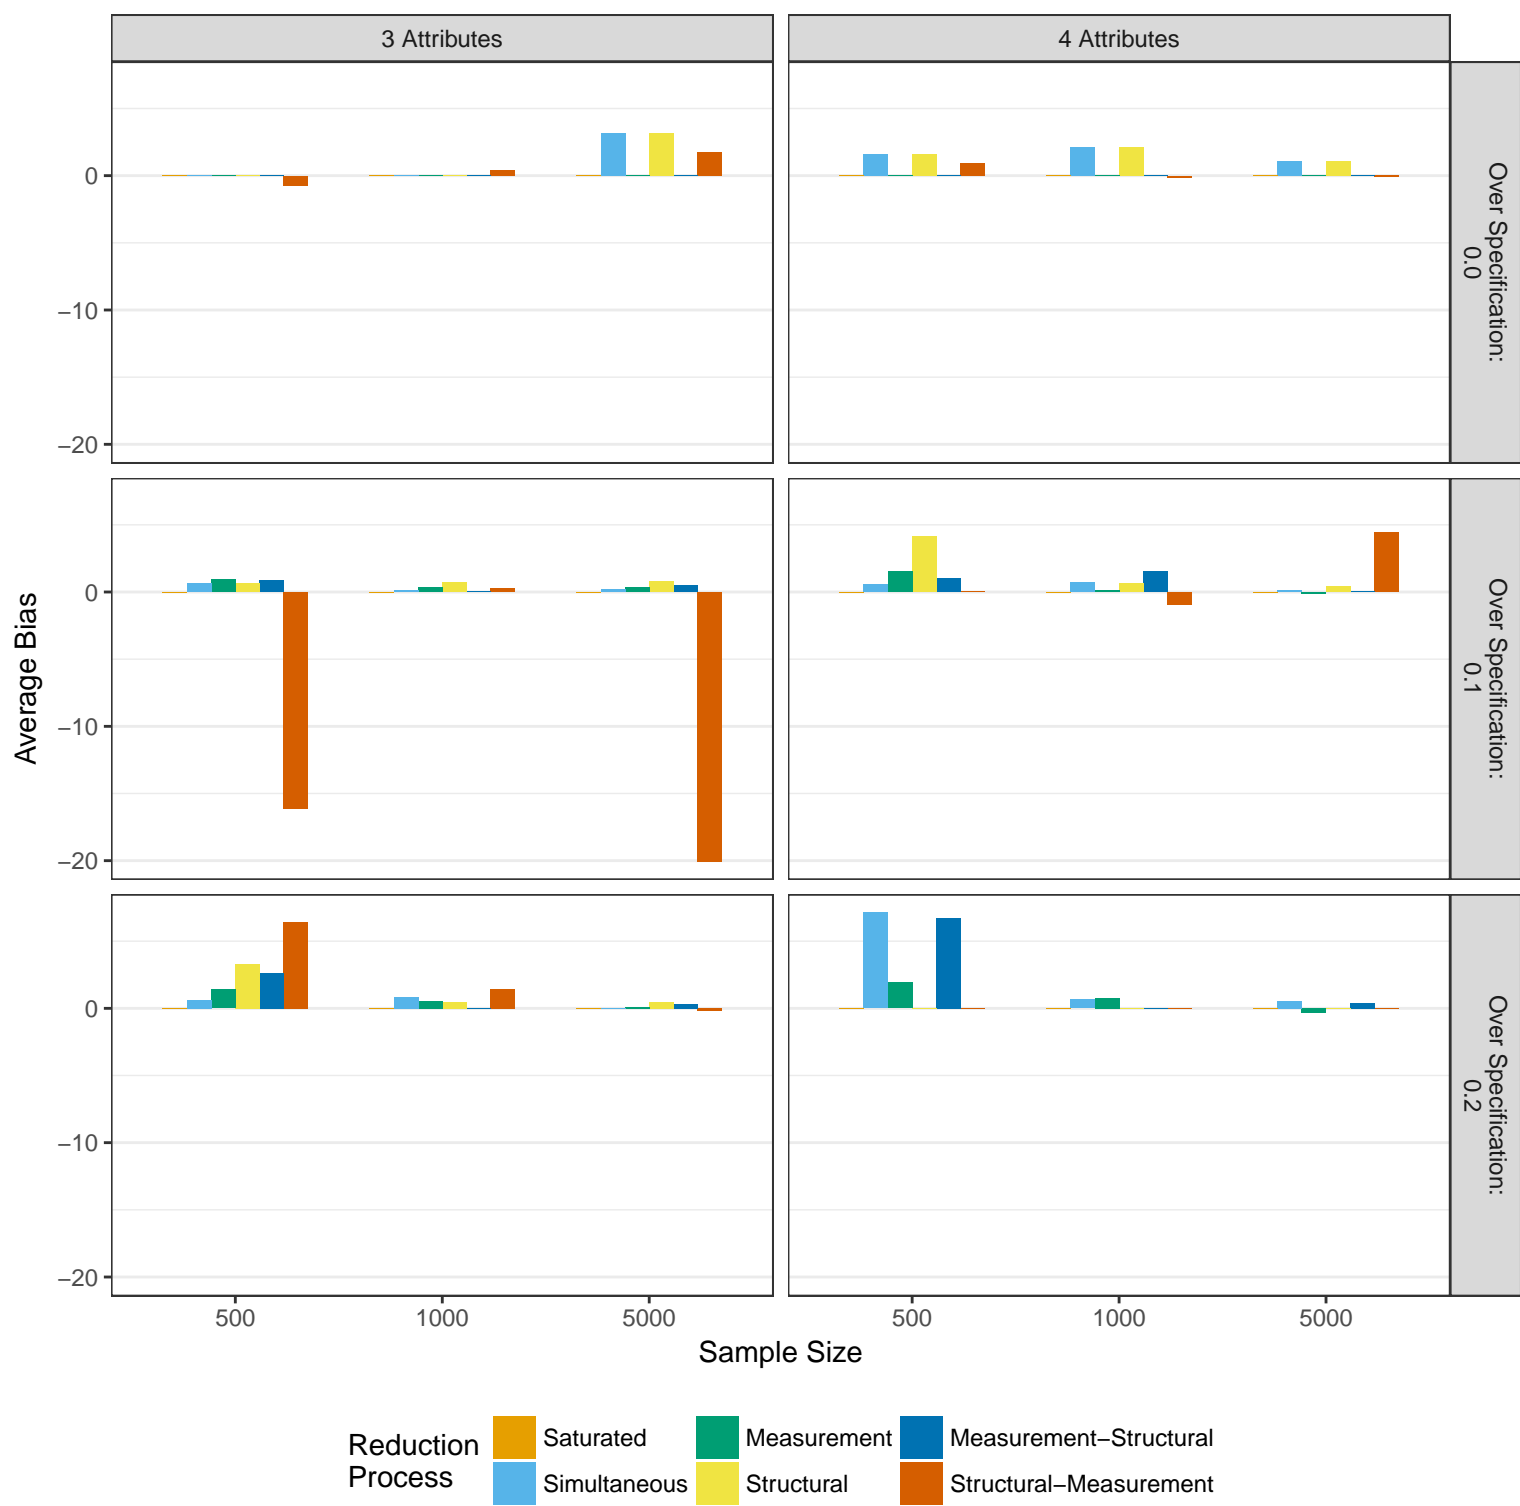 3 Attributes
4 Attributes
0
−10
−20
Over Specification:
0.0
0
−10
−20
Over Specification:
0.1
0
−10
−20
Over Specification:
0.2
Average Bias
500
1000
5000
500
1000
5000
Sample Size
Reduction
Process
Saturated
Simultaneous
Measurement
Structural
Measurement−Structural
Structural−Measurement